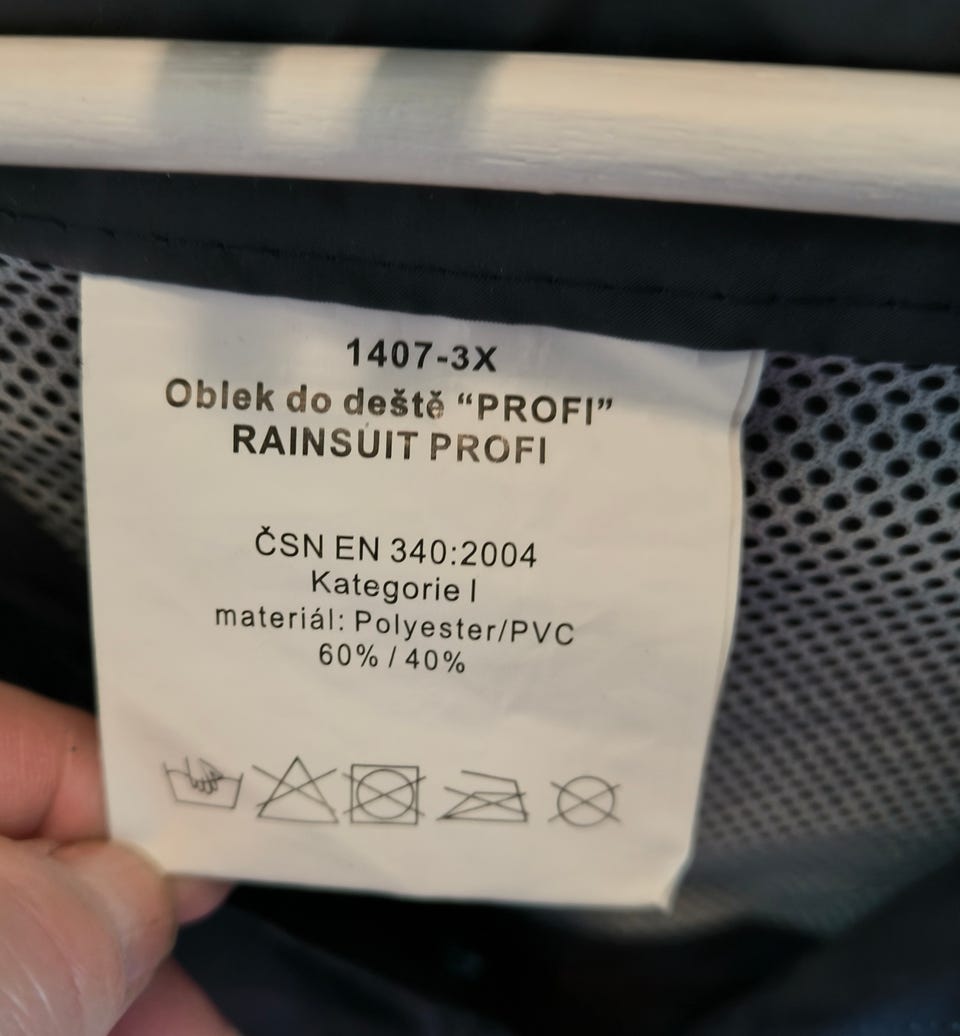 1407-3X
Oblek do deště “PROFI”
RAINSUIT PROFI
ČSN EN 340:2004
Kategorie I
materiál: Polyester/PVC
60% / 40%